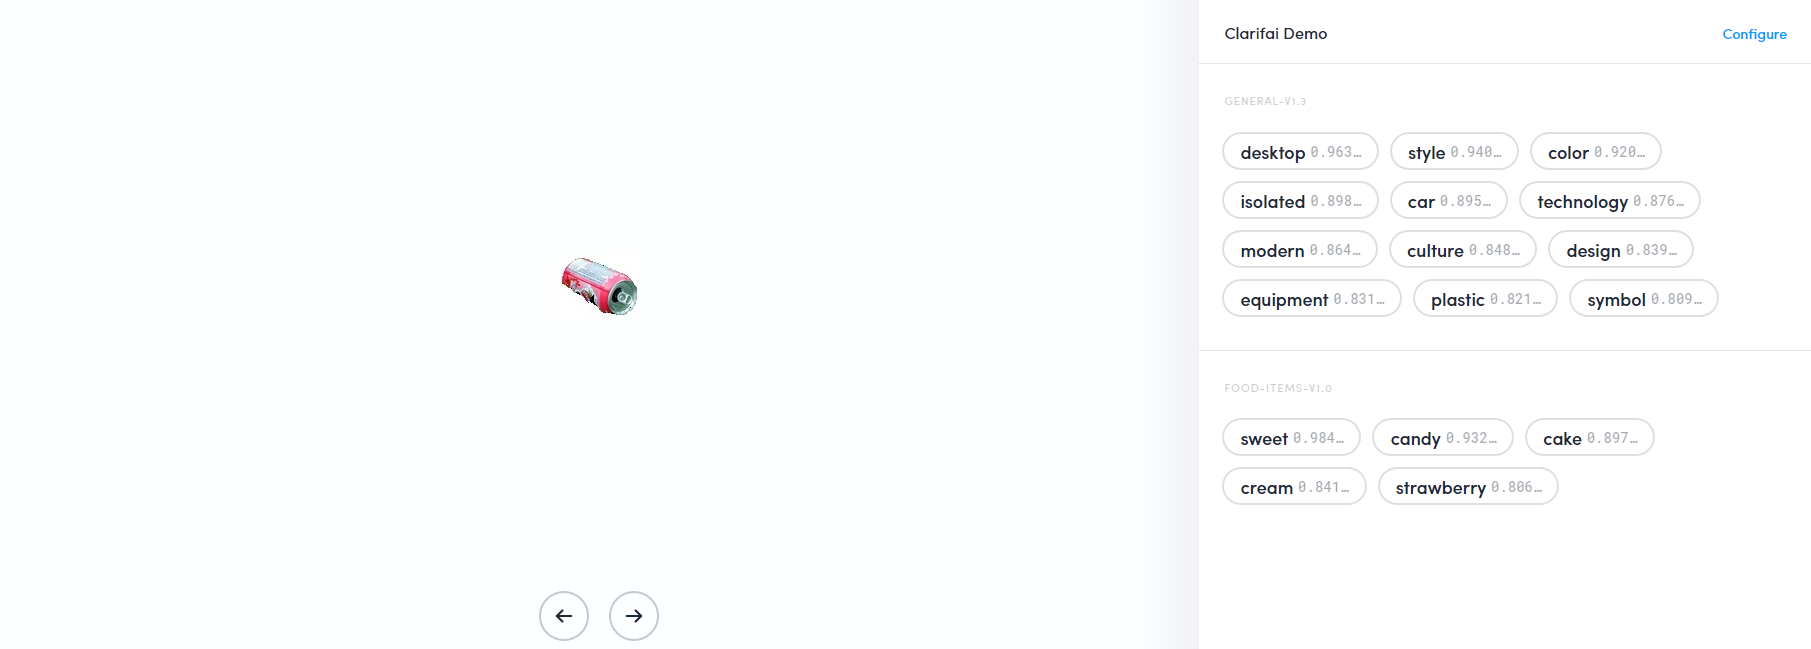 Clarifai Demo Configure
GENERAL-V1.3
desktop 0.963… style 0.940… color 0.920…
isolated 0.898… car 0.895… technology 0.876…
modern 0.864… culture 0.848… design 0.839…
equipment 0.831… plastic 0.821… symbol 0.809…
FOOD-ITEMS-V1.0
sweet 0.984… candy 0.932… cake 0.897…
cream 0.841… strawberry 0.806…